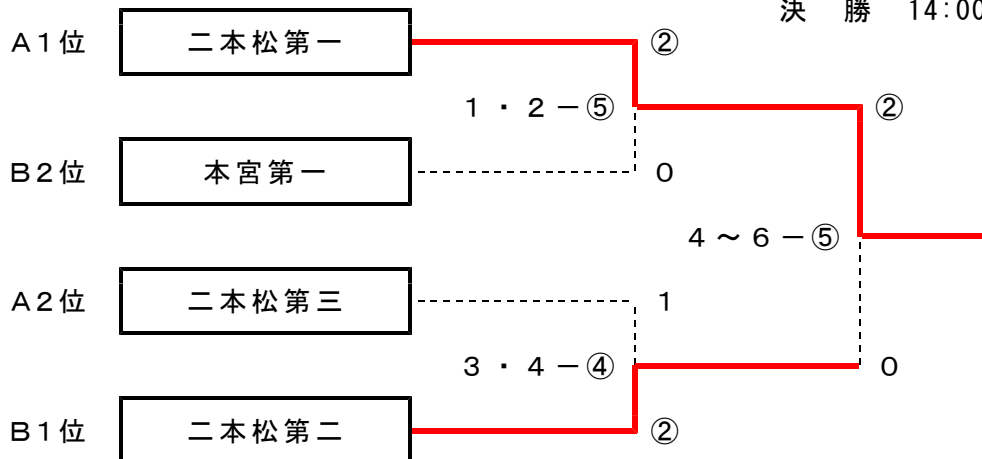 決　勝　14:00
A1位　二本松第一　②
1・2－⑤　②
B2位　本宮第一　0
4～6－⑤
A2位　二本松第三　1
3・4－④　0
B1位　二本松第二　②